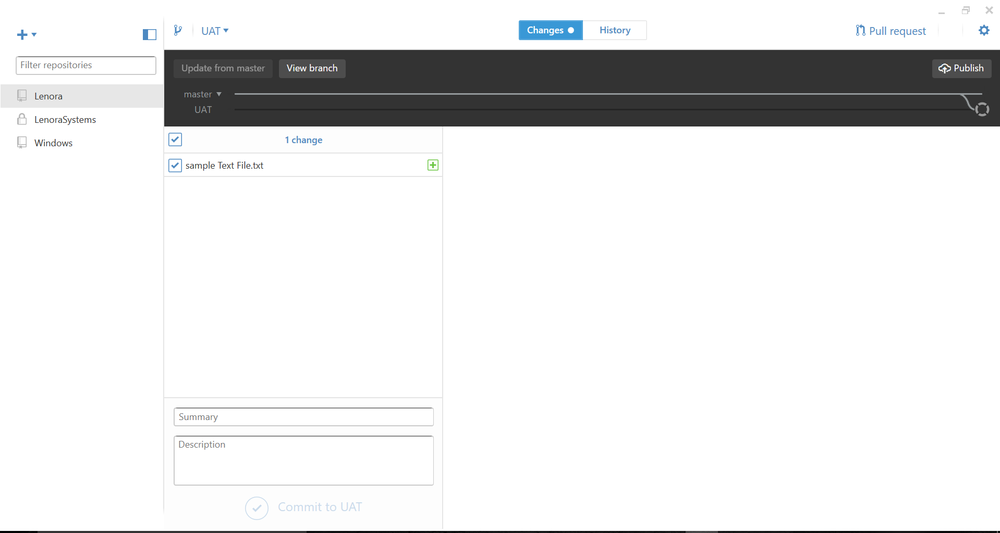 UAT
Changes
History
Pull request
Filter repositories
Update from master
View branch
Publish
master
UAT
Lenora
LenoraSystems
Windows
1 change
sample Text File.txt
Summary
Description
Commit to UAT